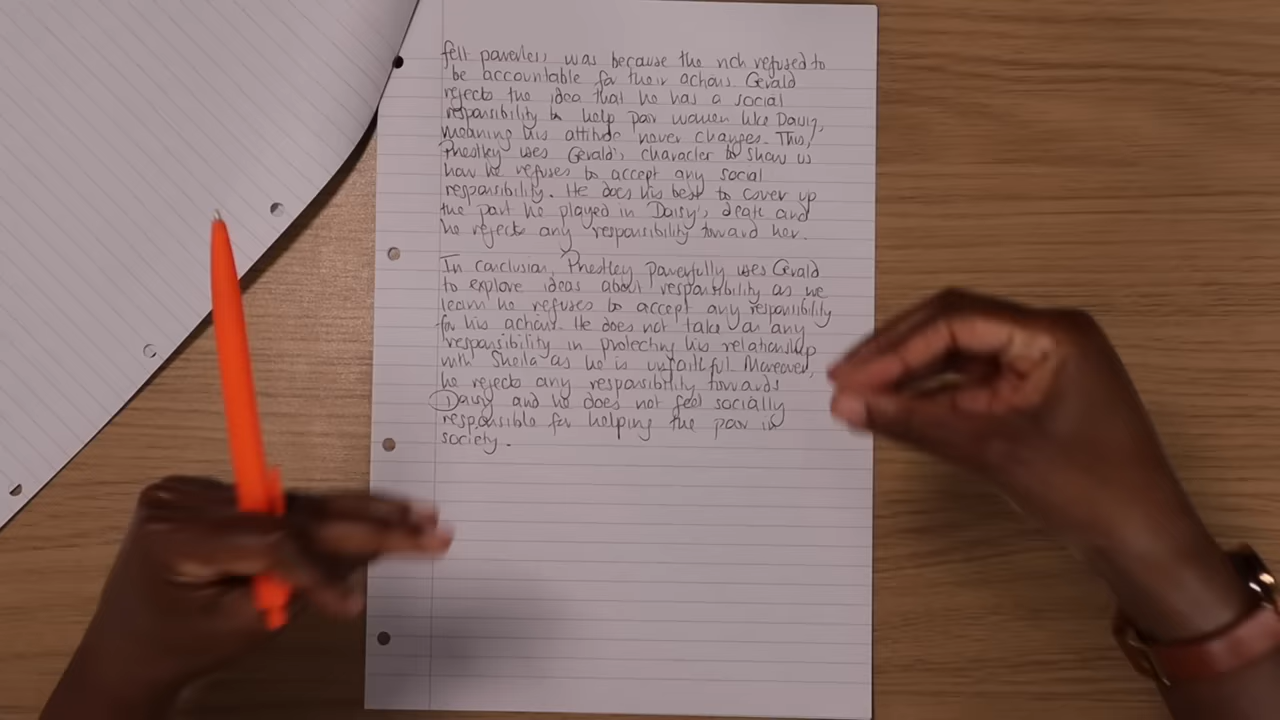 felt powerless was because the rich refused to
be accountable for their actions. Gerald
rejects the idea that he has a social
responsibility to help poor women like Daisy,
meaning his attitude never changes. Thus,
Priestley uses Gerald's character to show us
how he refuses to accept any social
responsibility. He does his best to cover up
the part he played in Daisy's death and
he rejects any responsibility toward her.
In conclusion, Priestley powerfully uses Gerald
to explore ideas about responsibility as we
learn he refuses to accept any responsibility
for his actions. He does not take on any
responsibility in protecting his relationship
with Sheila as he is unfaithful. Moreover,
he rejects any responsibility towards
Daisy and he does not feel socially
responsible for helping the poor in
society.